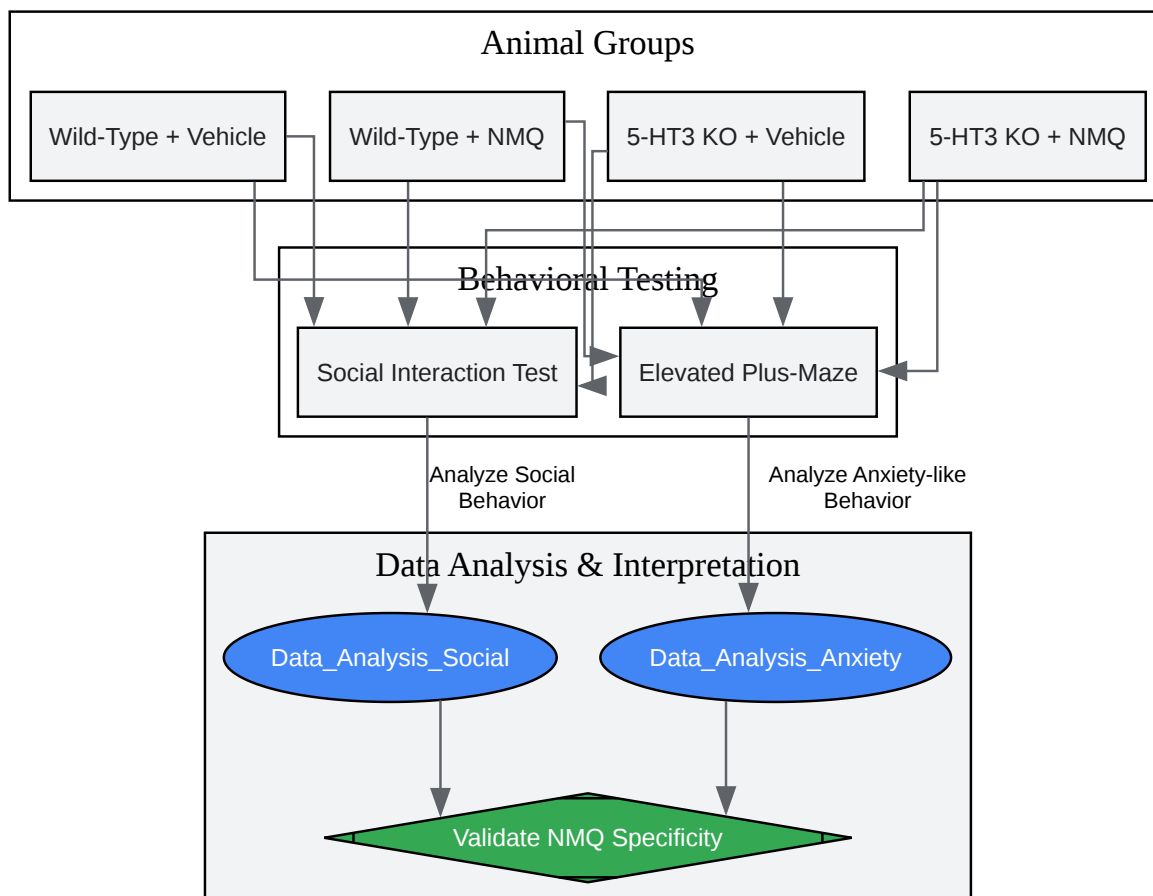 Animal Groups
Wild-Type + Vehicle
Wild-Type + NMQ
5-HT3 KO + Vehicle
5-HT3 KO + NMQ
Behavioral Testing
Social Interaction Test
Elevated Plus-Maze
Analyze Social
Behavior
Analyze Anxiety-like
Behavior
Data Analysis & Interpretation
Data_Analysis_Social
Data_Analysis_Anxiety
Validate NMQ Specificity